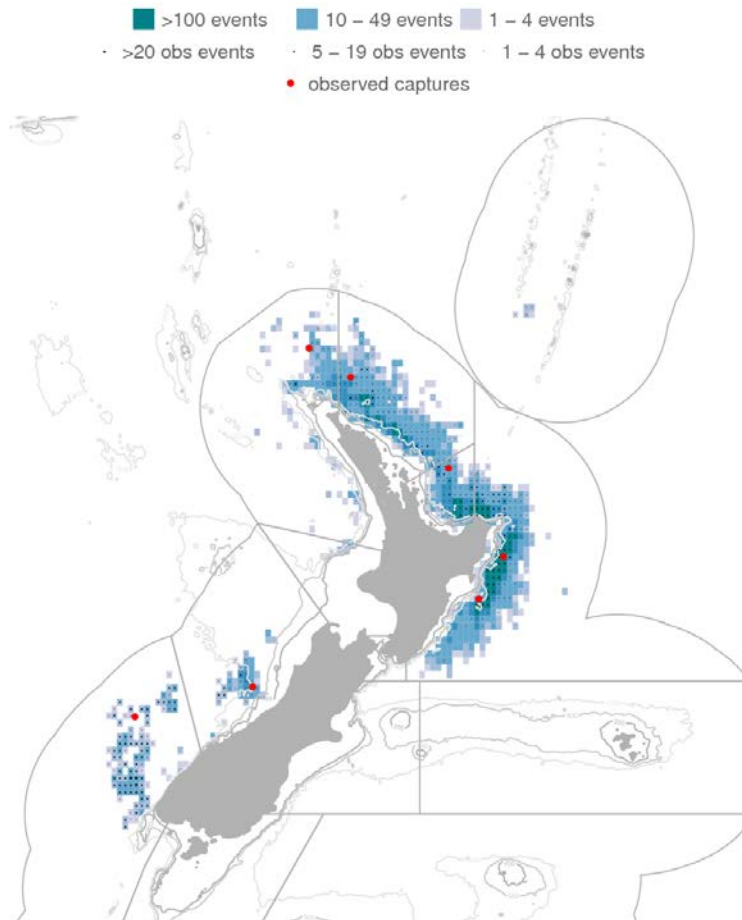 >100 events 10 – 49 events 1 – 4 events
>20 obs events 5 – 19 obs events 1 – 4 obs events
observed captures